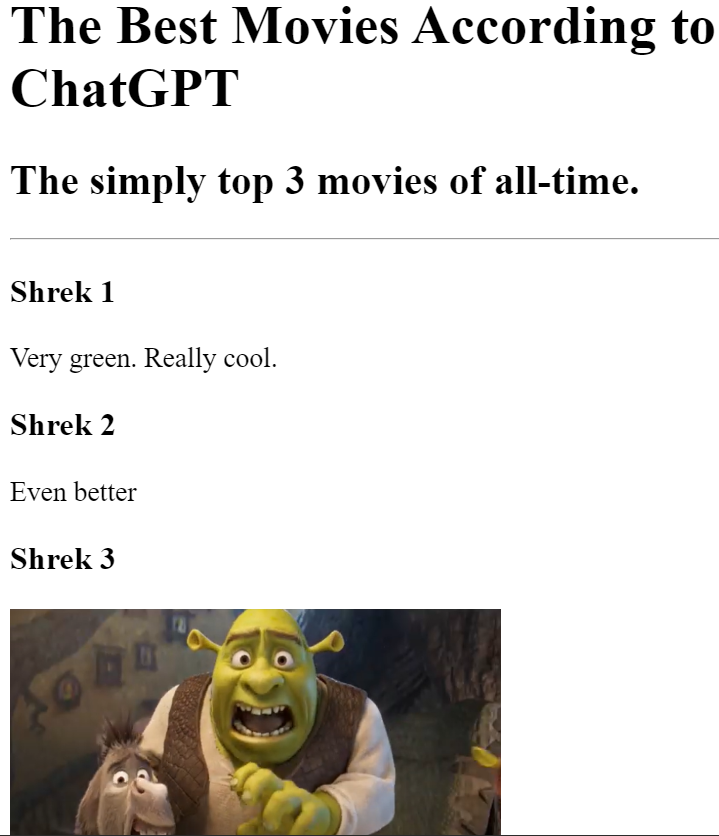 The Best Movies According to
ChatGPT
The simply top 3 movies of all-time.
Shrek 1
Very green. Really cool.
Shrek 2
Even better
Shrek 3